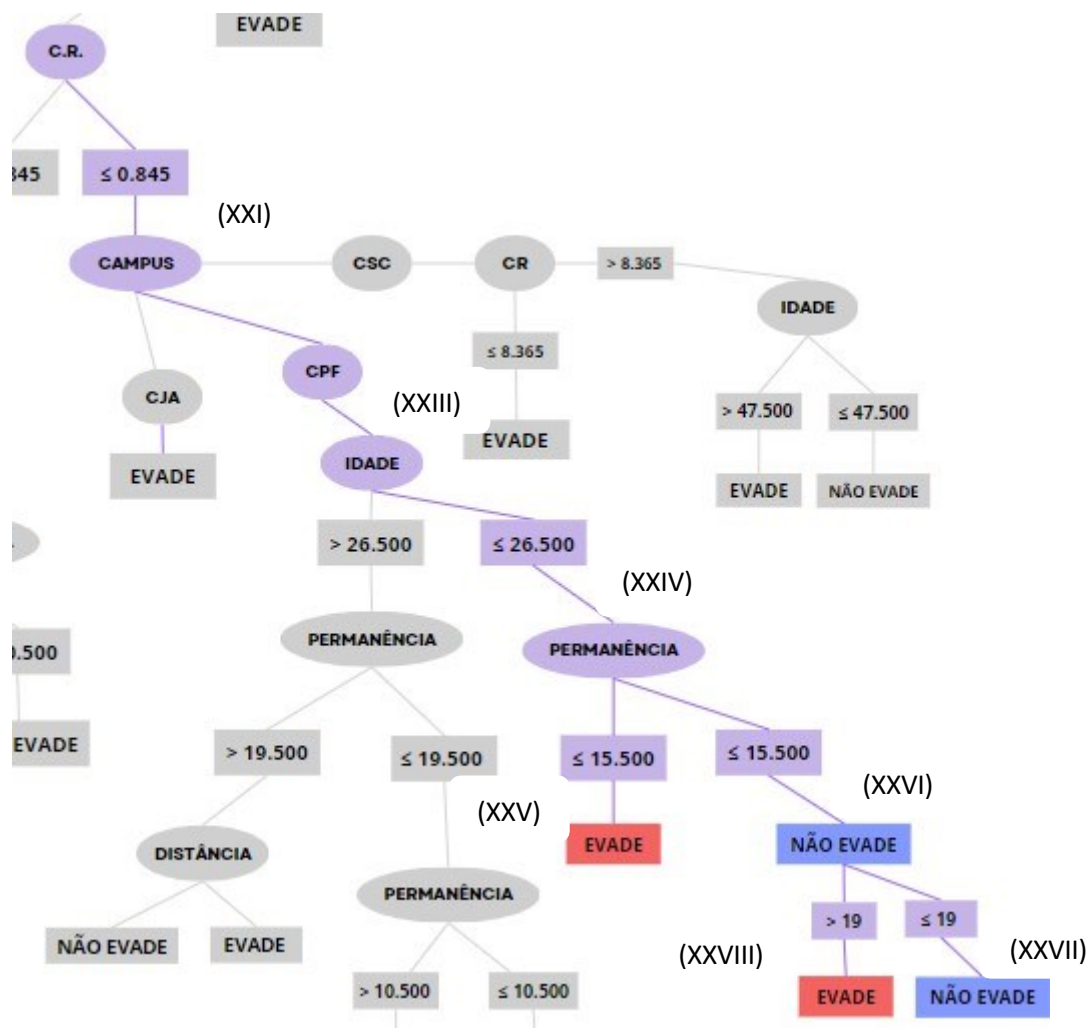 EVADE
C.R.
845
≤ 0.845
(XXI)
CAMPUS
CSC
CR
> 8.365
IDADE
≤ 8.365
CPF
CJA
(XXIII)
> 47.500
≤ 47.500
EVADE
IDADE
EVADE
EVADE
NÃO EVADE
> 26.500
≤ 26.500
(XXIV)
PERMANÊNCIA
PERMANÊNCIA
0.500
EVADE
> 19.500
≤ 19.500
≤ 15.500
≤ 15.500
(XXVI)
(XXV)
EVADE
NÃO EVADE
DISTÂNCIA
PERMANÊNCIA
> 19
≤ 19
NÃO EVADE
EVADE
(XXVIII)
(XXVII)
> 10.500
≤ 10.500
EVADE
NÃO EVADE